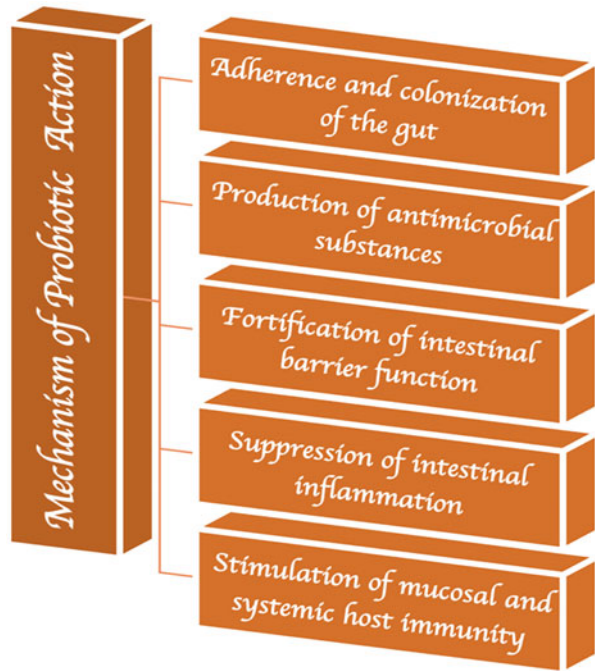 Mechanism of Probiotic Action
Adherence and colonization
of the gut
Production of antimicrobial
substances
Fortification of intestinal
barrier function
Suppression of intestinal
inflammation
Stimulation of mucosal and
systemic host immunity